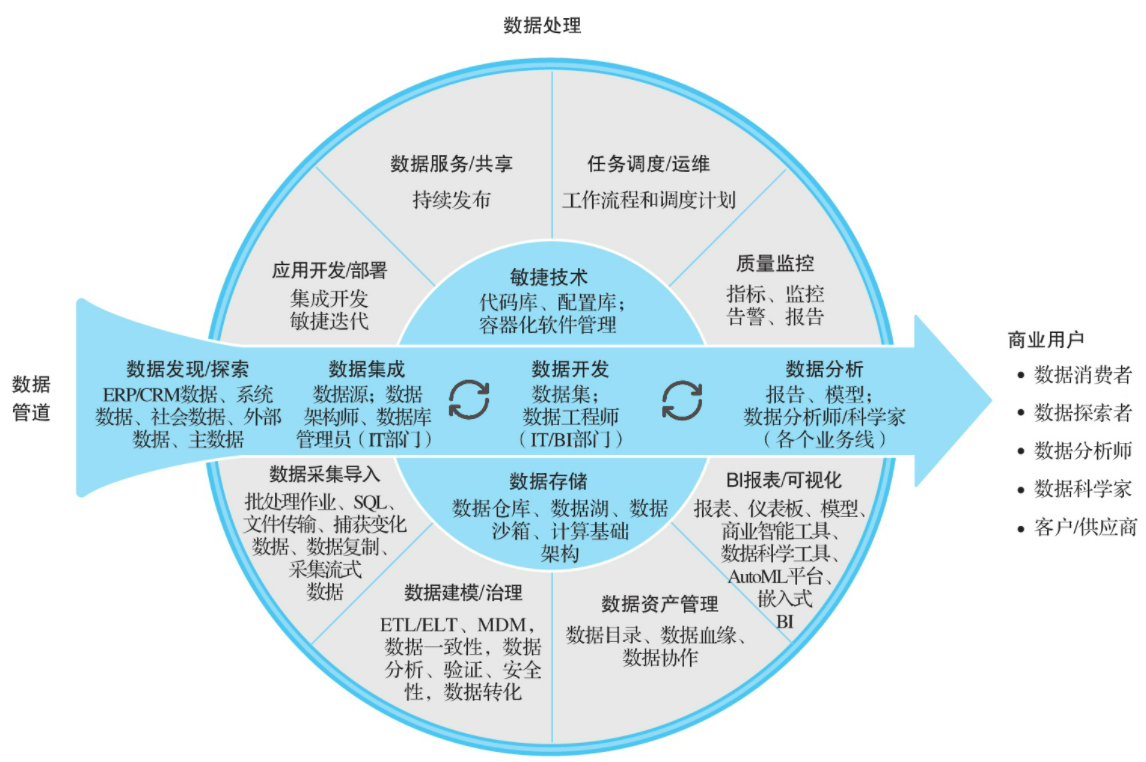 数据处理
数据服务/共享
持续发布
任务调度/运维
工作流程和调度计划
应用开发/部署
集成开发
敏捷迭代
敏捷技术
代码库、配置库；
容器化软件管理
质量监控
指标、监控
告警、报告
数据
管道
数据发现/探索
ERP/CRM数据、系统
数据、社会数据、外部
数据、主数据
数据集成
数据源；数据
架构师、数据库
管理员（IT部门）
数据开发
数据集；
数据工程师
（IT/BI部门）
数据分析
报告、模型；
数据分析师/科学家
（各个业务线）
商业用户
• 数据消费者
• 数据探索者
• 数据分析师
• 数据科学家
• 客户/供应商
数据采集导入
批处理作业、SQL、
文件传输、捕获变化
数据、数据复制、
采集流式
数据
数据存储
数据仓库、数据湖、数据
沙箱、计算基础
架构
BI报表/可视化
报表、仪表板、模型、
商业智能工具、
数据科学工具、
AutoML平台、
嵌入式
BI
数据建模/治理
ETL/ELT、MDM，
数据一致性，数据
分析、验证、安全
性，数据转化
数据资产管理
数据目录、数据血缘、
数据协作